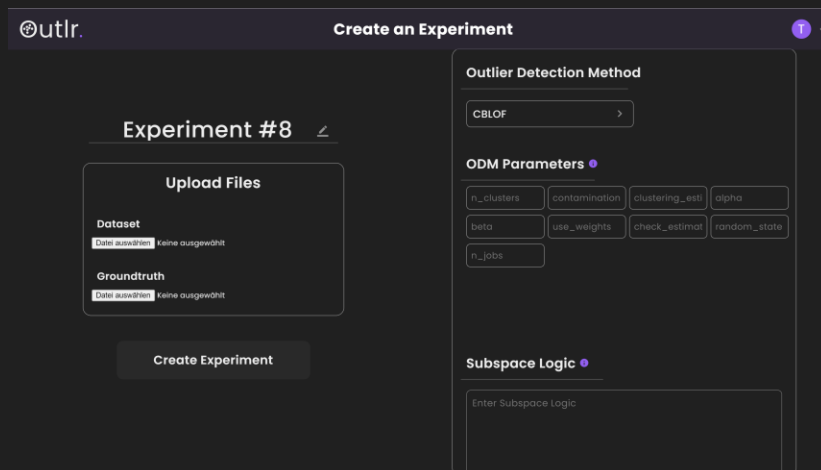 Outlr.
Create an Experiment
T
Experiment #8
Upload Files
Dataset
Datei auswählen Keine ausgewählt
Groundtruth
Datei auswählen Keine ausgewählt
Create Experiment
Outlier Detection Method
CBLOF
ODM Parameters
n_clusters contamination clustering_esti alpha
beta use_weights check_estimat random_state
n_jobs
Subspace Logic
Enter Subspace Logic